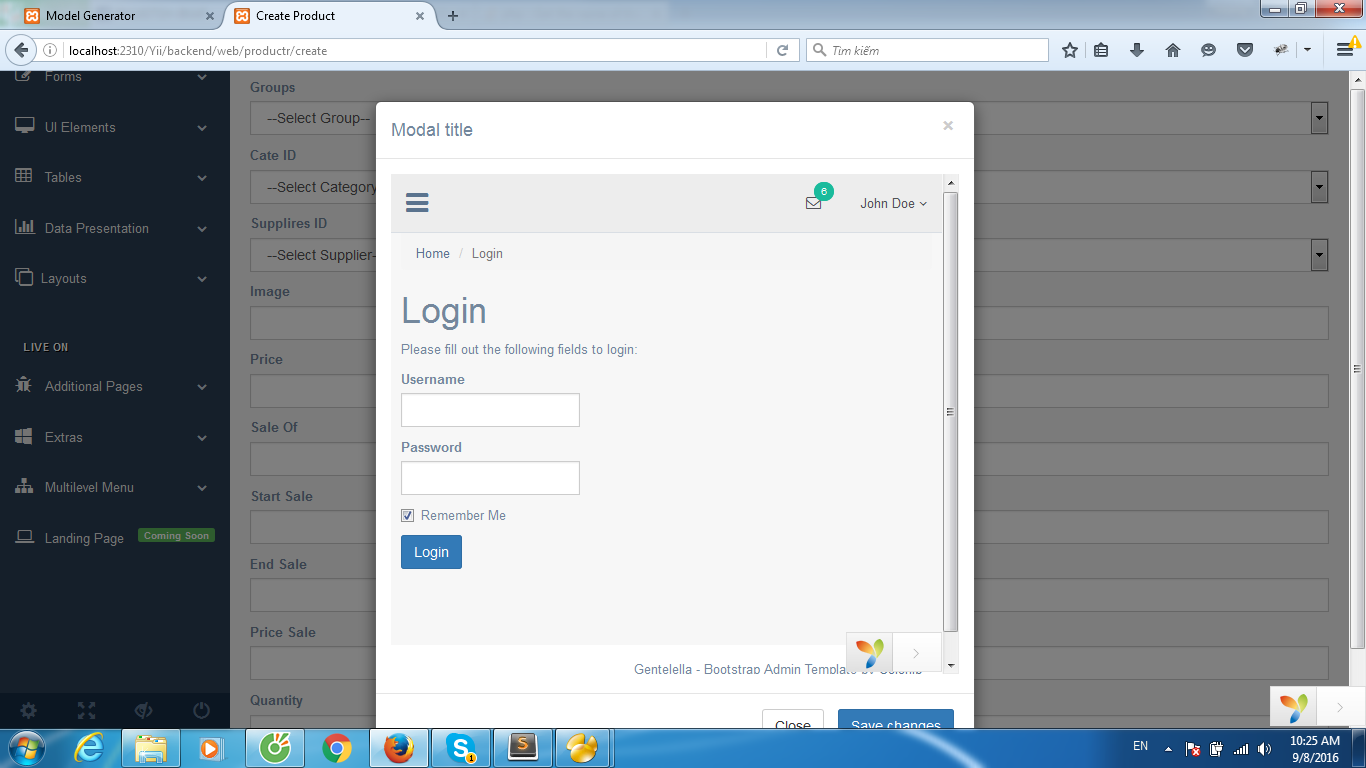 Model Generator
Create Product
localhost:2310/Yii/backend/web/productr/create
Tìm kiếm
Forms
UI Elements
Tables
Data Presentation
Layouts
LIVE ON
Additional Pages
Extras
Multilevel Menu
Landing Page Coming Soon
Groups
--Select Group--
Cate ID
--Select Category
Supplires ID
--Select Supplier-
Image
Price
Sale Of
Start Sale
End Sale
Price Sale
Quantity
Modal title ×
6
John Doe
Home / Login
Login
Please fill out the following fields to login:
Username
Password
Remember Me
Login
Gentelella - Bootstrap Admin Template by Colorlib
Close Save changes
EN
10:25 AM
9/8/2016